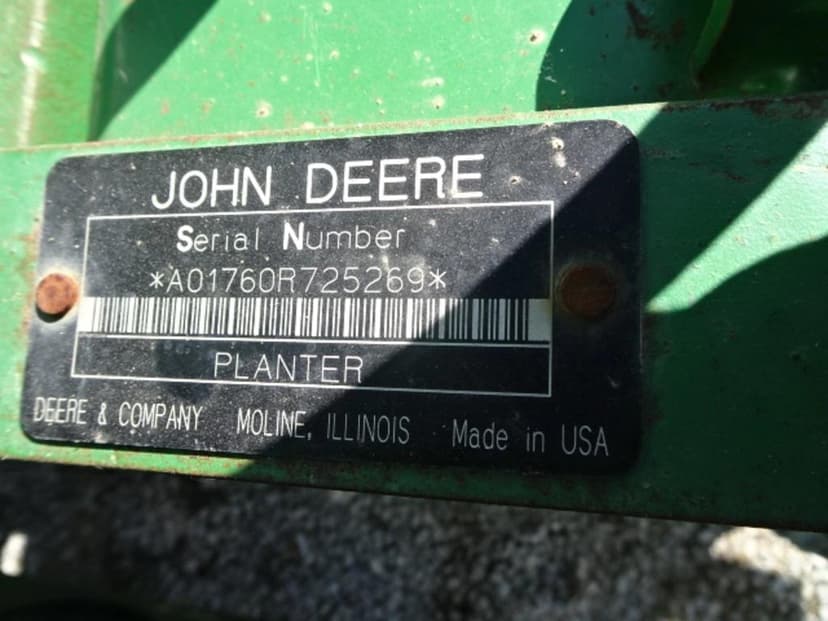 JOHN DEERE
Serial Number
*A01760R725269*
PLANTER
DEERE & COMPANY MOLINE, ILLINOIS Made in USA